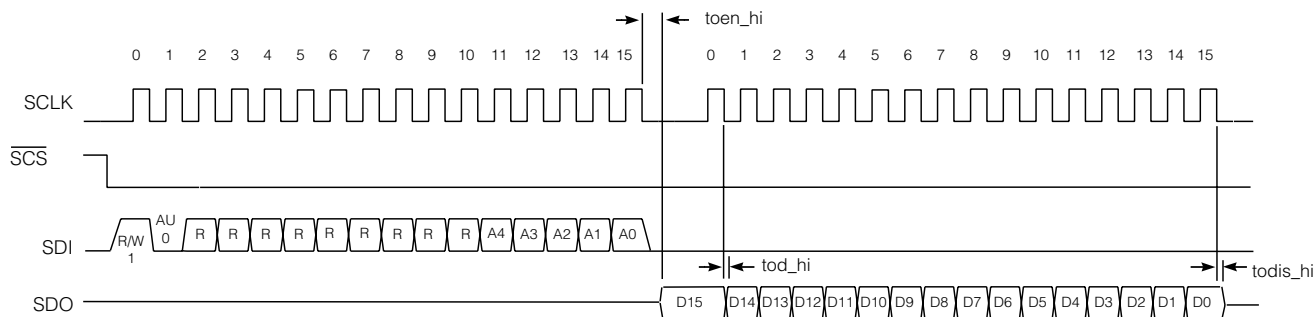 toen_hi
0 1 2 3 4 5 6 7 8 9 10 11 12 13 14 15 0 1 2 3 4 5 6 7 8 9 10 11 12 13 14 15
SCLK
SCS
SDI R/W 1 AU 0 R R R R R R R R R A4 A3 A2 A1 A0
tod_hi
todis_hi
SDO D15 D14 D13 D12 D11 D10 D9 D8 D7 D6 D5 D4 D3 D2 D1 D0